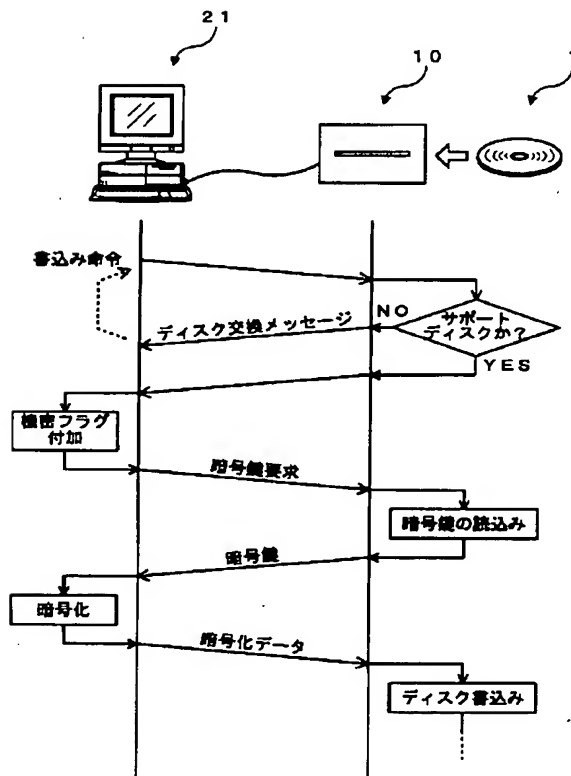 21
10
書込み命令
NO
サポート
ディスクか?
ディスク交換メッセージ
YES
機密フラグ
付加
暗号鍵要求
暗号鍵の読込み
暗号鍵
暗号化
暗号化データ
ディスク書込み